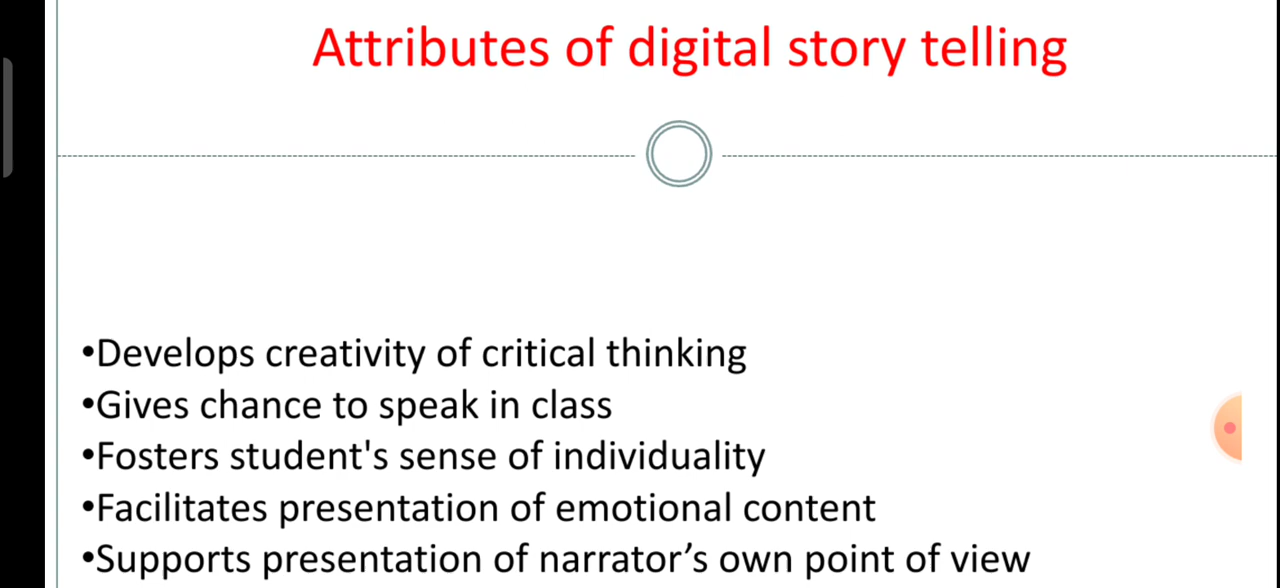 Attributes of digital story telling
•Develops creativity of critical thinking
•Gives chance to speak in class
•Fosters student's sense of individuality
•Facilitates presentation of emotional content
•Supports presentation of narrator’s own point of view